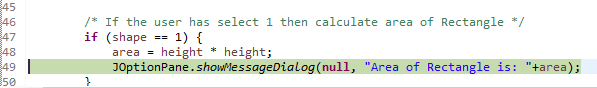 45
46 /* If the user has select 1 then calculate area of Rectangle */
47 if (shape == 1) {
48 area = height * height;
49 JOptionPane.showMessageDialog(null, "Area of Rectangle is: "+area);
50 }